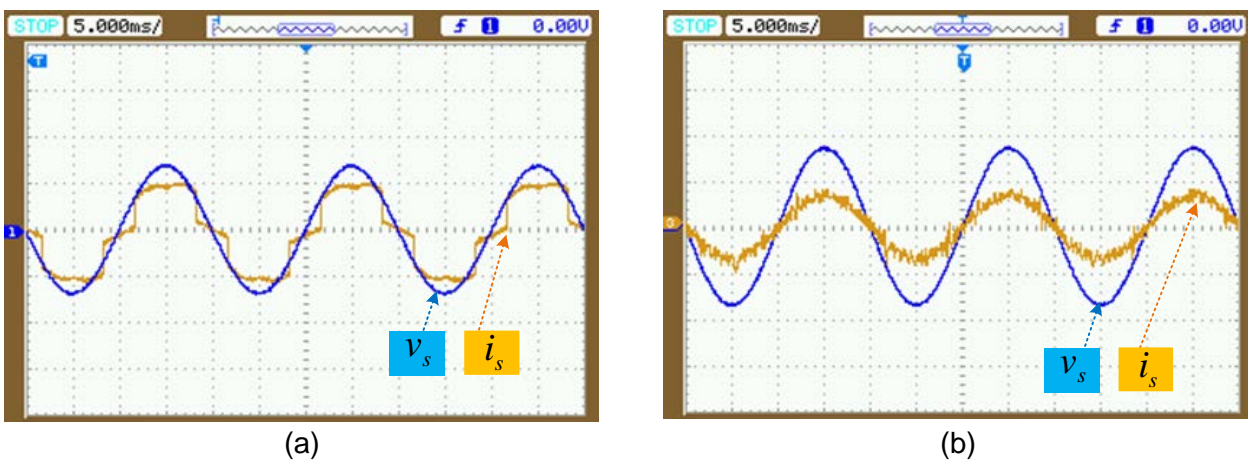 STOP 5.000ms/ 1 0.00V
T
1
v_s i_s
(a)
STOP 5.000ms/ 1 0.00V
T
v_s i_s
(b)